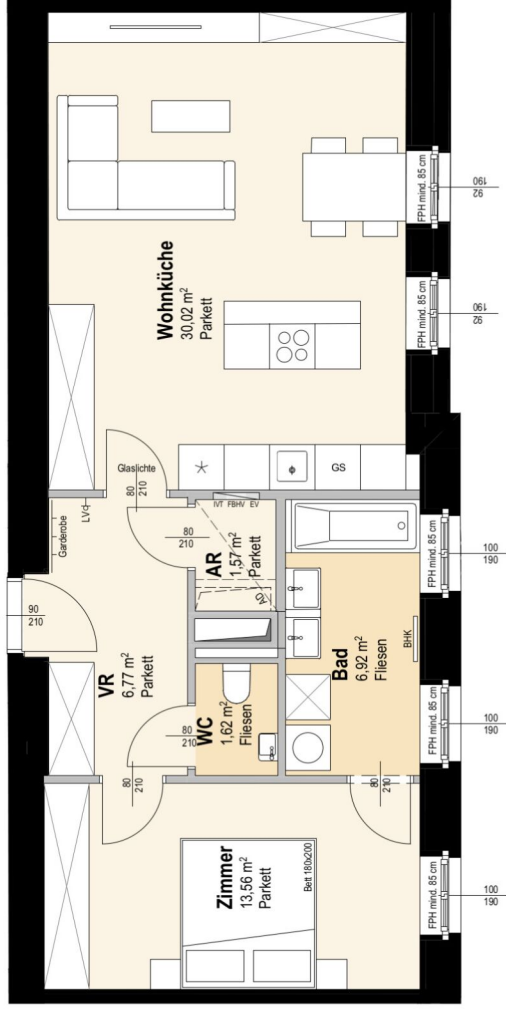 FPH mind. 85 cm
190
92
Wohnküche
30,02 m²
Parkett
FPH mind. 85 cm
190
92
Glaslichte
80
210
GS
Garderobe
LVd
IVT FBHV EV
80
210
AR
1,57 m²
Parkett
AD
FPH mind. 85 cm
100
190
90
210
VR
6,77 m²
Parkett
Bad
6,92 m²
Fliesen
BHK
WC
1,62 m²
Fliesen
80
210
FPH mind. 85 cm
100
190
80
210
80
210
Zimmer
13,56 m²
Parkett
Bett 180x200
FPH mind. 85 cm
100
190